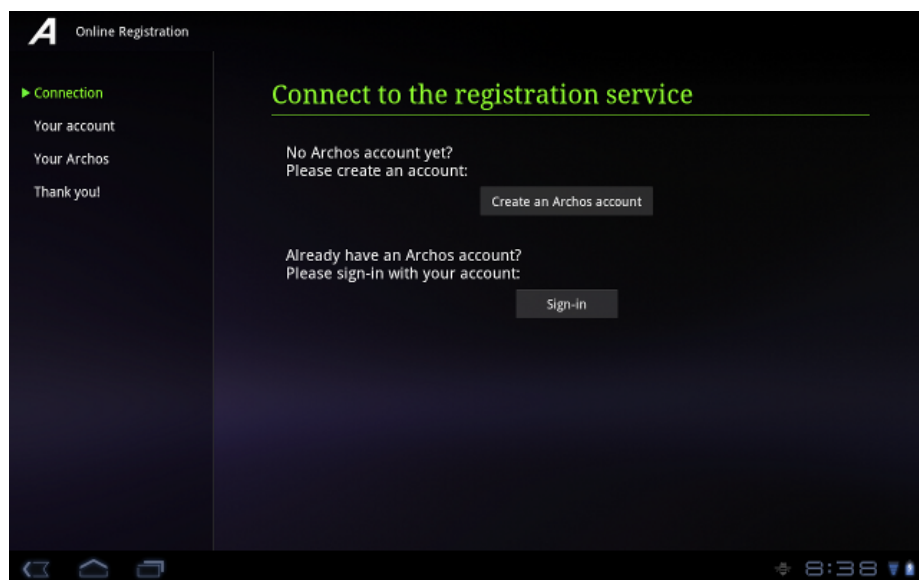 A Online Registration
Connection
Your account
Your Archos
Thank you!
Connect to the registration service
No Archos account yet?
Please create an account:
Create an Archos account
Already have an Archos account?
Please sign-in with your account:
Sign-in
8:38